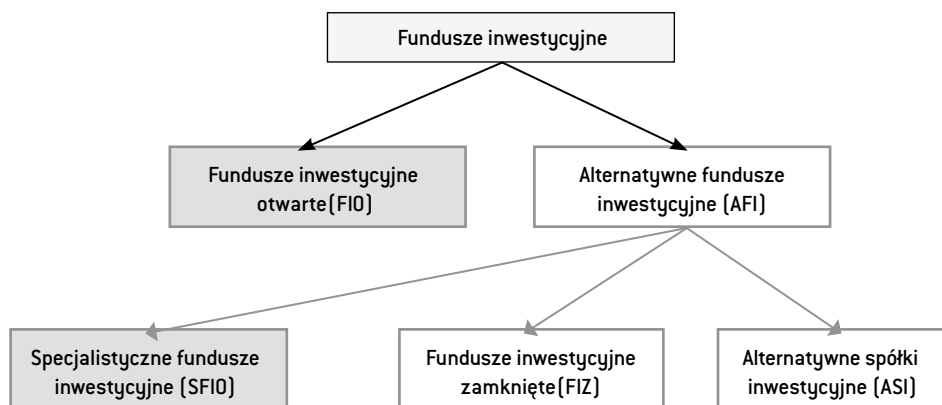 Fundusze inwestycyjne
Fundusze inwestycyjne
otwarte(FIO)
Alternatywne fundusze
inwestycyjne (AFI)
Specjalistyczne fundusze
inwestycyjne (SFIO)
Fundusze inwestycyjne
zamknięte(FIZ)
Alternatywne spółki
inwestycyjne (ASI)